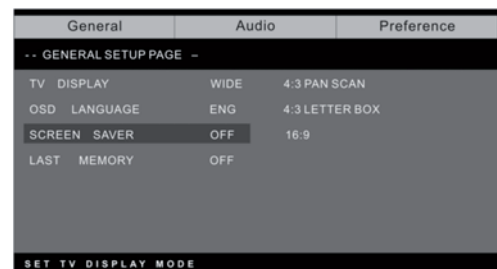 General Audio Preference
-- GENERAL SETUP PAGE –
TV DISPLAY WIDE 4:3 PAN SCAN
OSD LANGUAGE ENG 4:3 LETTER BOX
SCREEN SAVER OFF 16:9
LAST MEMORY OFF
SET TV DISPLAY MODE